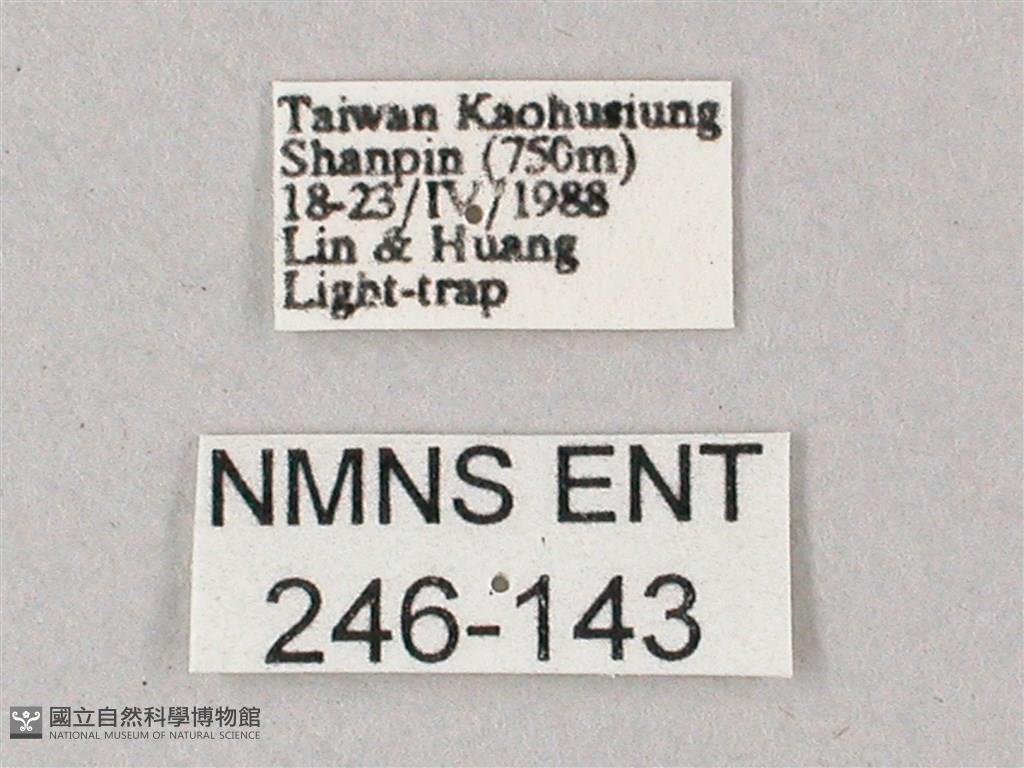 Taiwan Kaohusiung
Shanpin (750m)
18-23/IV/1988
Lin & Huang
Light-trap
NMNS ENT
246-143
國立自然科學博物館
NATIONAL MUSEUM OF NATURAL SCIENCE